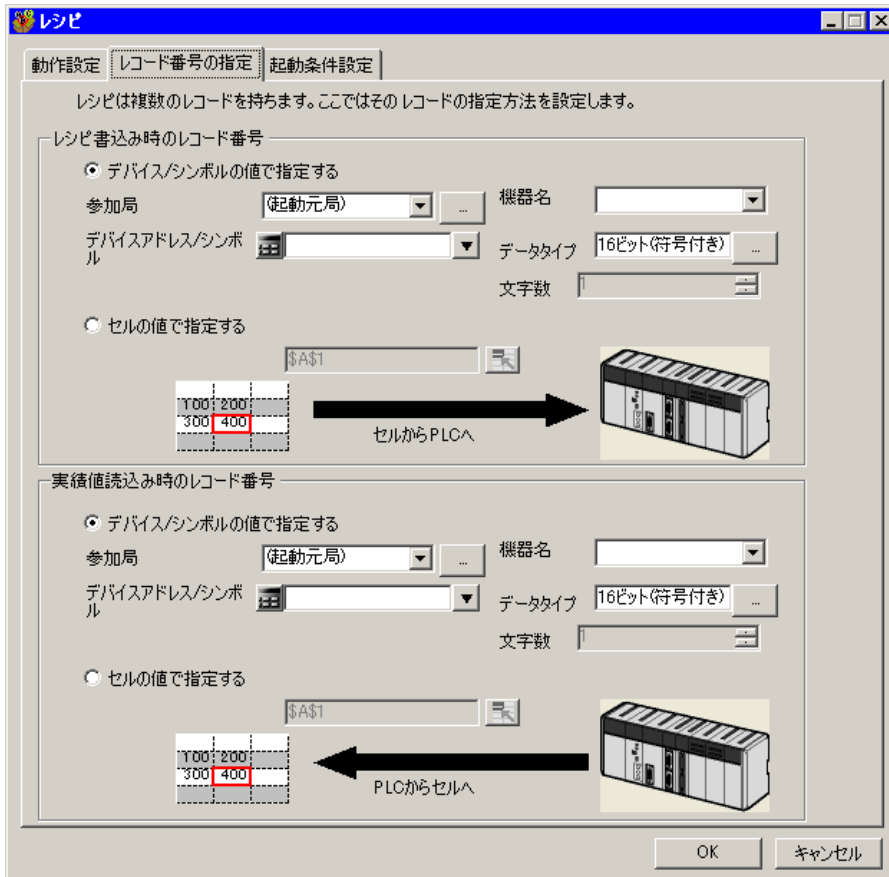 レシピ
動作設定 レコード番号の指定 起動条件設定
レシピは複数のレコードを持ちます。ここではそのレコードの指定方法を設定します。
レシピ書込み時のレコード番号
デバイス/シンボルの値で指定する
参加局 (起動元局) ... 機器名
デバイスアドレス/シンボ
ル
データタイプ 16ビット(符号付き) ...
文字数 1
セルの値で指定する
$A$1
100 200
300 400
セルからPLCへ
実績値読込み時のレコード番号
デバイス/シンボルの値で指定する
参加局 (起動元局) ... 機器名
デバイスアドレス/シンボ
ル
データタイプ 16ビット(符号付き) ...
文字数 1
セルの値で指定する
$A$1
100 200
300 400
PLCからセルへ
OK キャンセル